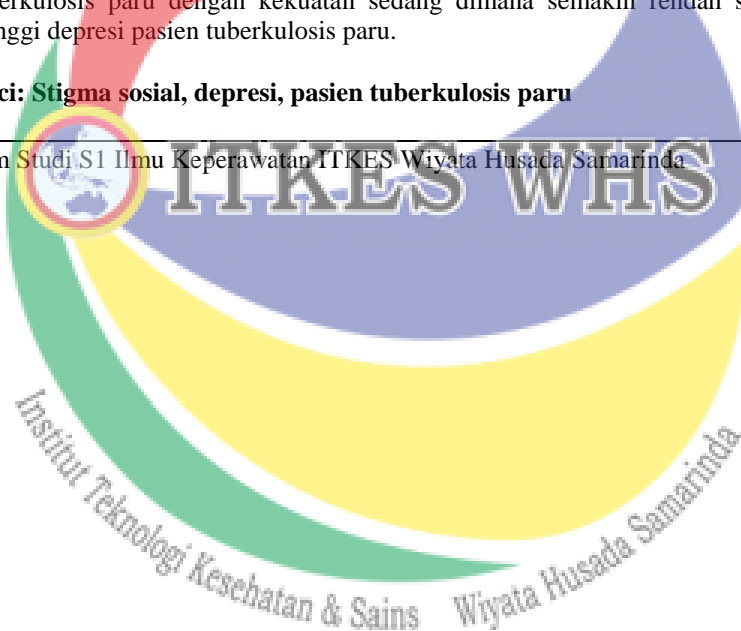 erkulosis paru dengan kekuatan sedang dimana semakin rendah s
nggi depresi pasien tuberkulosis paru.
ci: Stigma sosial, depresi, pasien tuberkulosis paru
m Studi S1 Ilmu Keperawatan ITKES Wiyata Husada Samarinda
ITKES WHS
Institut Teknologi Kesehatan & Sains Wiyata Husada Samarinda